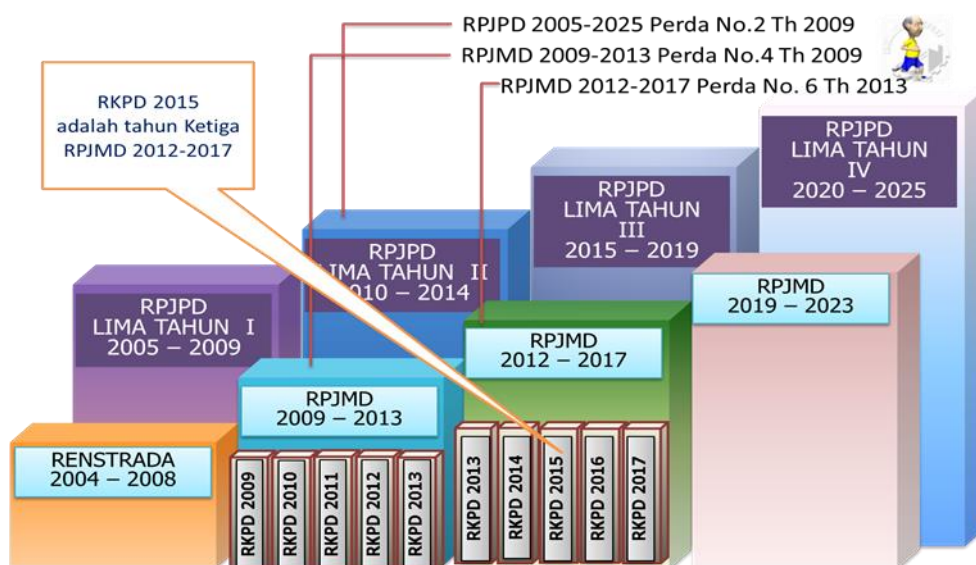 RPJPD 2005-2025 Perda No.2 Th 2009
RPJMD 2009-2013 Perda No.4 Th 2009
RPJMD 2012-2017 Perda No. 6 Th 2013
RKPD 2015
adalah tahun Ketiga
RPJMD 2012-2017
RPJPD
LIMA TAHUN
IV
2020 – 2025
RPJPD
LIMA TAHUN
III
2015 – 2019
RPJPD
LIMA TAHUN II
2010 – 2014
RPJPD
LIMA TAHUN I
2005 – 2009
RPJMD
2019 – 2023
RPJMD
2012 – 2017
RPJMD
2009 – 2013
RENSTRADA
2004 – 2008
RKPD 2009
RKPD 2010
RKPD 2011
RKPD 2012
RKPD 2013
RKPD 2013
RKPD 2014
RKPD 2015
RKPD 2016
RKPD 2017